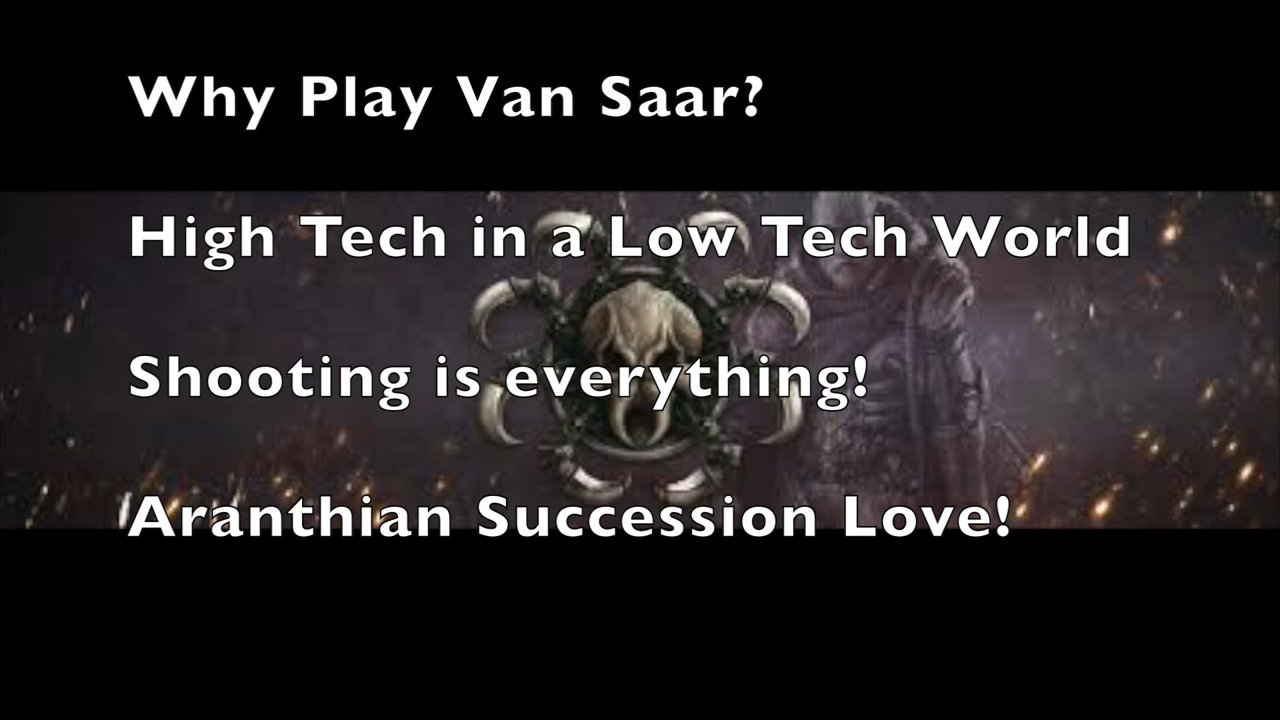 Why Play Van Saar?
High Tech in a Low Tech World
Shooting is everything!
Aranthian Succession Love!